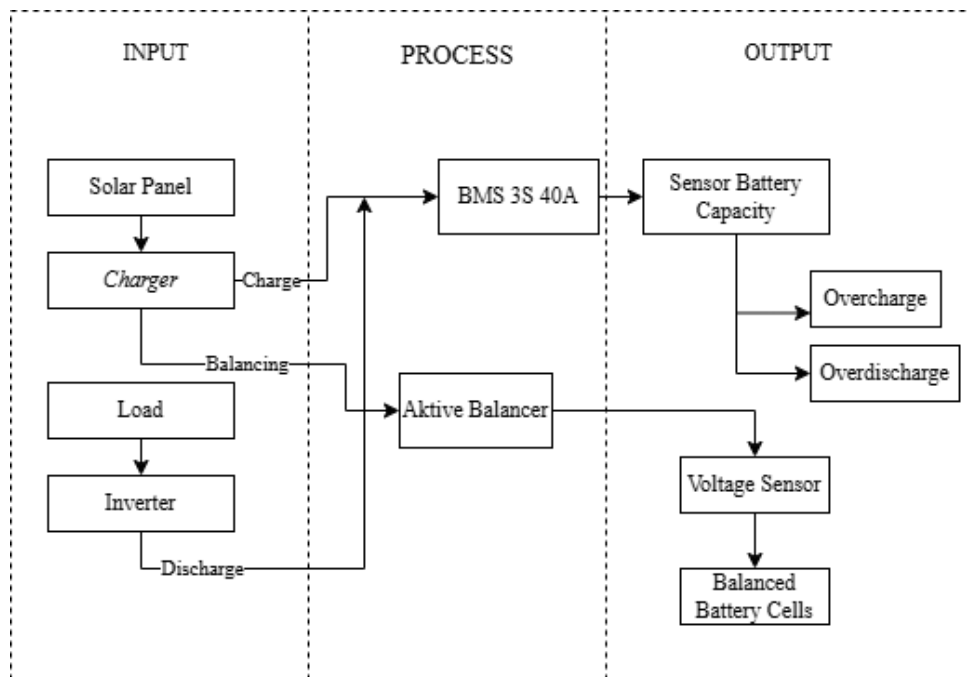 INPUT
PROCESS
OUTPUT
Solar Panel
Charger
Charge
Balancing
Load
Inverter
Discharge
BMS 3S 40A
Aktive Balancer
Sensor Battery
Capacity
Overcharge
Overdischarge
Voltage Sensor
Balanced
Battery Cells